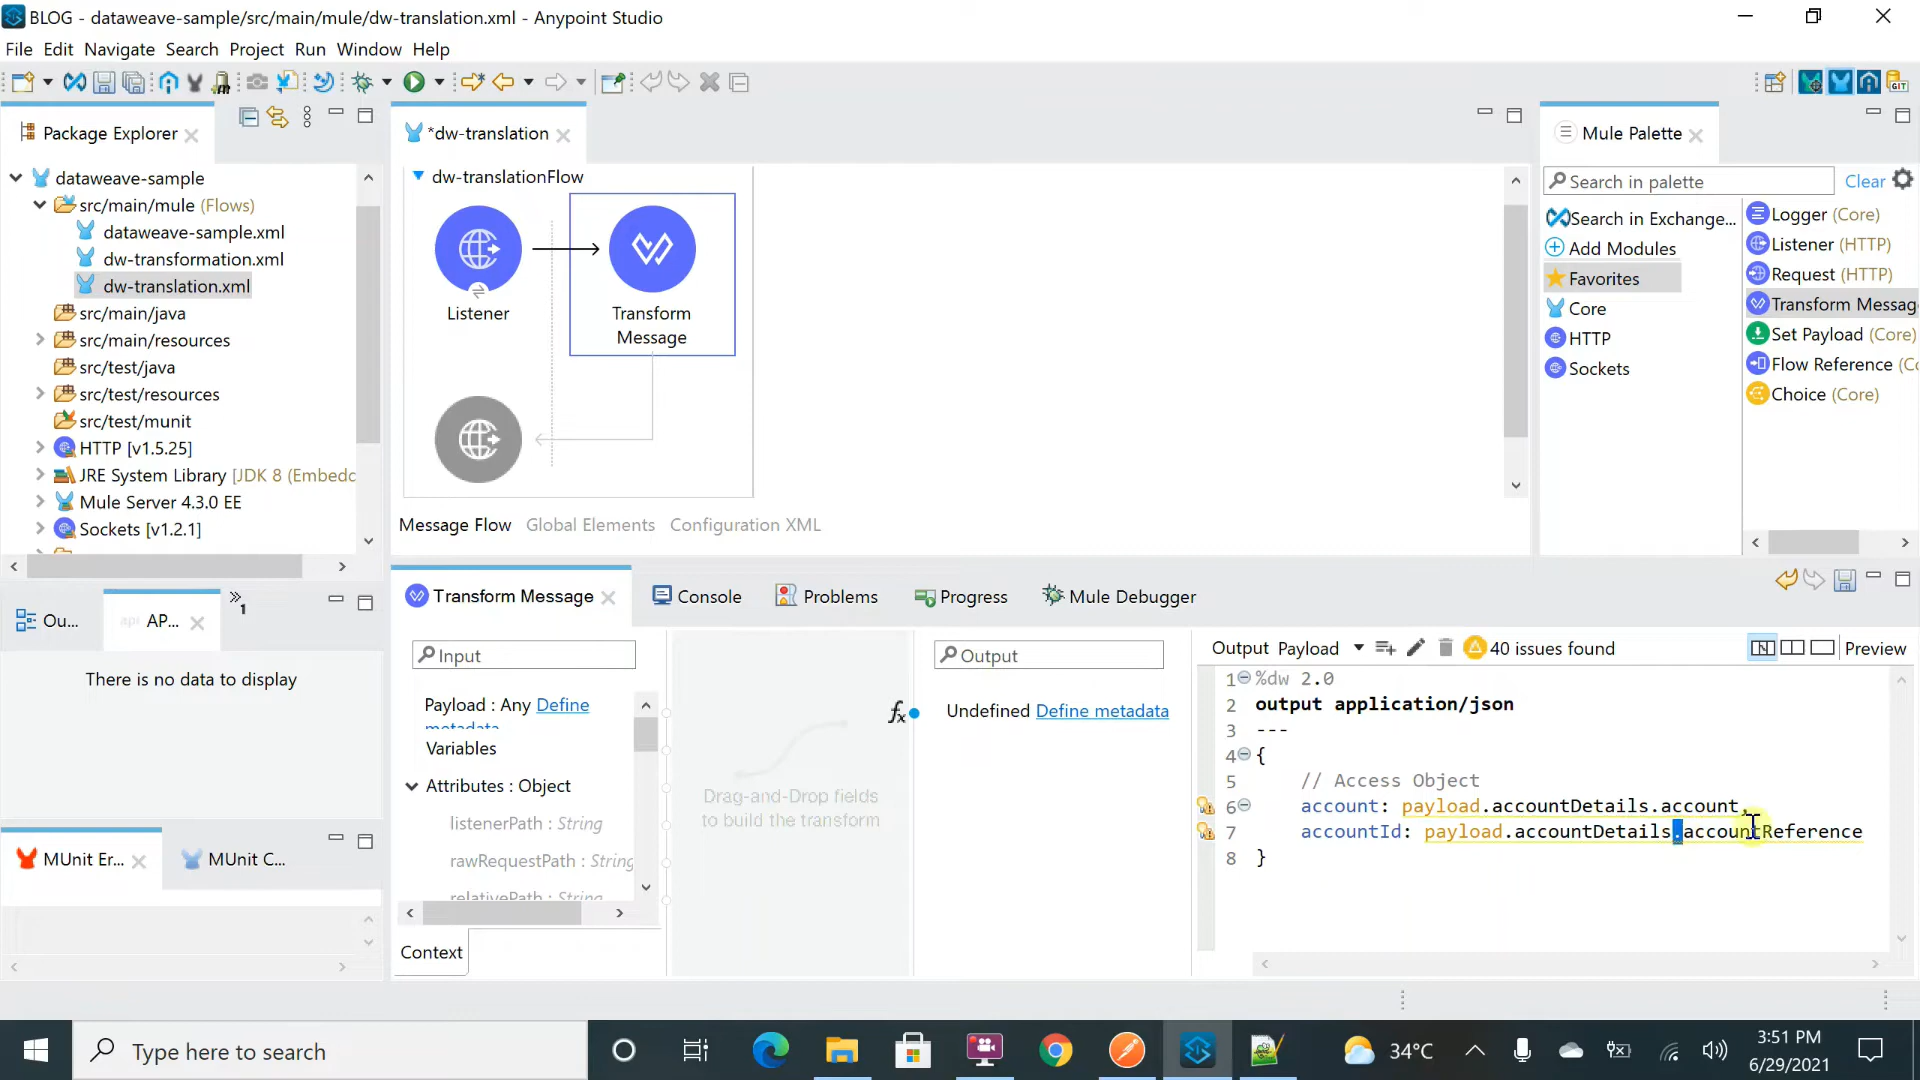 BLOG - dataweave-sample/src/main/mule/dw-translation.xml - Anypoint Studio
File Edit Navigate Search Project Run Window Help
GIT
Package Explorer
dataweave-sample
src/main/mule (Flows)
dataweave-sample.xml
dw-transformation.xml
dw-translation.xml
src/main/java
src/main/resources
src/test/java
src/test/resources
src/test/munit
HTTP [v1.5.25]
JRE System Library [JDK 8 (Embedc
Mule Server 4.3.0 EE
Sockets [v1.2.1]
*dw-translation
dw-translationFlow
Listener
Transform
Message
Message Flow Global Elements Configuration XML
Mule Palette
Search in palette
Clear
Search in Exchange...
Add Modules
Favorites
Core
HTTP
Sockets
Logger (Core)
Listener (HTTP)
Request (HTTP)
Transform Messag
Set Payload (Core)
Flow Reference (Co
Choice (Core)
Ou...
api AP...
»1
There is no data to display
MUnit Er...
MUnit C...
Transform Message
Console
Problems
Progress
Mule Debugger
Input
Payload : Any Define
metadata
Variables
Attributes : Object
listenerPath : String
rawRequestPath : String
relativePath : String
Context
Drag-and-Drop fields
to build the transform
fx
Output
Undefined Define metadata
Output Payload
40 issues found
Preview
1 %dw 2.0
2 output application/json
3 ---
4 {
5 // Access Object
6 account: payload.accountDetails.account,
7 accountId: payload.accountDetails.accountReference
8 }
Type here to search
34°C
3:51 PM
6/29/2021